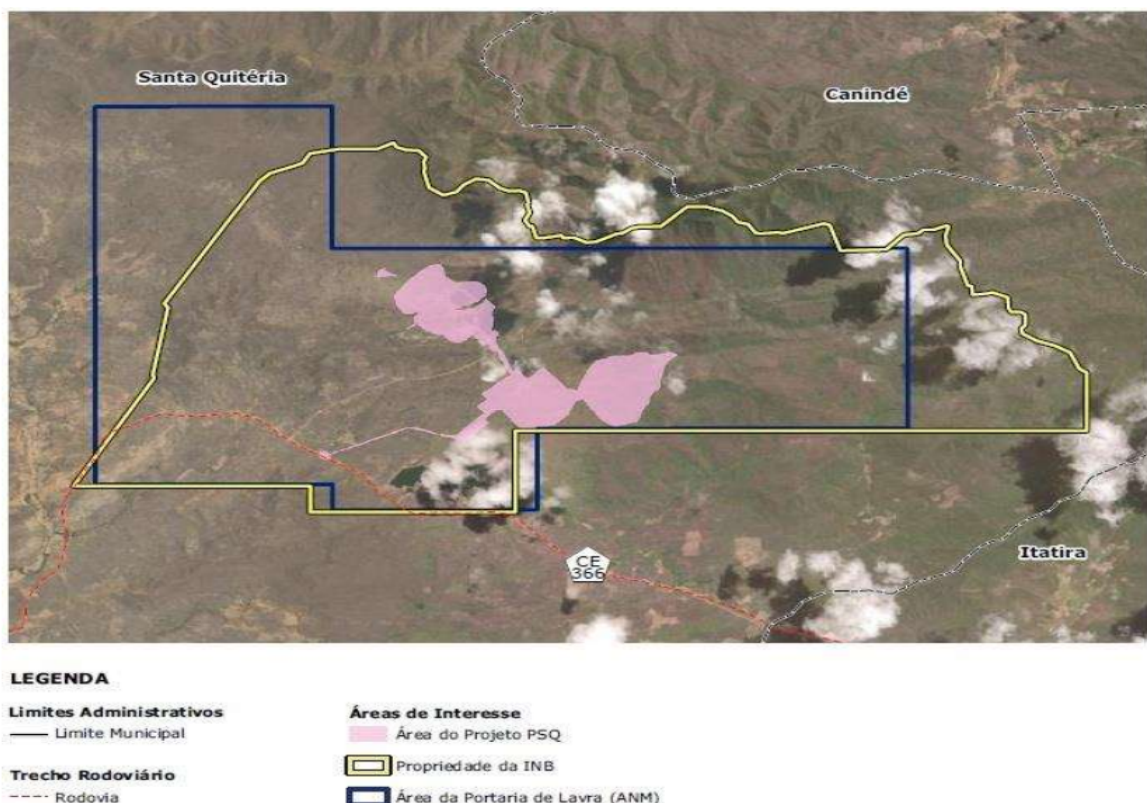 Santa Quitéria
Canindé
Itatira
CE
366
LEGENDA
Limites Administrativos
Limite Municipal
Trecho Rodoviário
Rodovia
Áreas de Interesse
Área do Projeto PSQ
Propriedade da INB
Área da Portaria de Lavra (ANM)